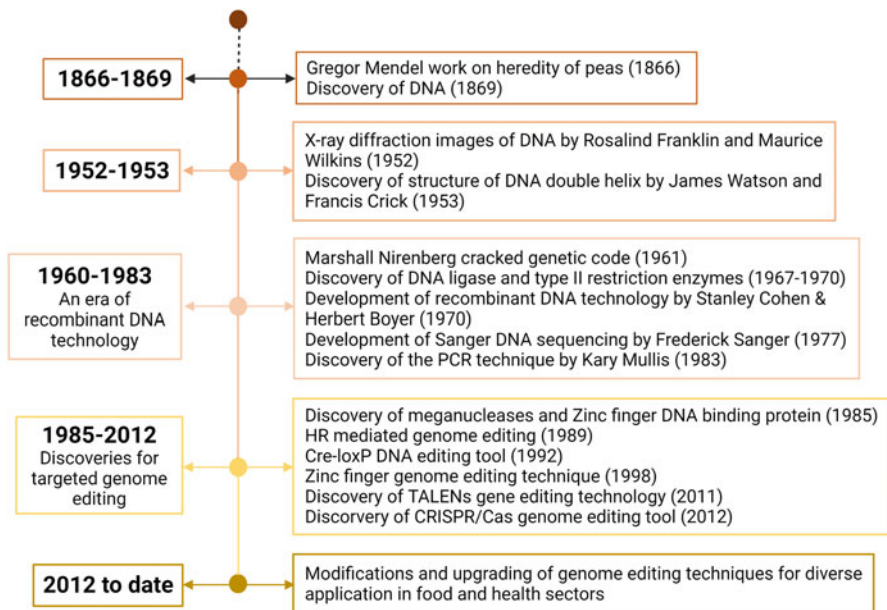 1866-1869
Gregor Mendel work on heredity of peas (1866)
Discovery of DNA (1869)
1952-1953
X-ray diffraction images of DNA by Rosalind Franklin and Maurice
Wilkins (1952)
Discovery of structure of DNA double helix by James Watson and
Francis Crick (1953)
1960-1983
An era of
recombinant DNA
technology
Marshall Nirenberg cracked genetic code (1961)
Discovery of DNA ligase and type II restriction enzymes (1967-1970)
Development of recombinant DNA technology by Stanley Cohen &
Herbert Boyer (1970)
Development of Sanger DNA sequencing by Frederick Sanger (1977)
Discovery of the PCR technique by Kary Mullis (1983)
1985-2012
Discoveries for
targeted genome
editing
Discovery of meganucleases and Zinc finger DNA binding protein (1985)
HR mediated genome editing (1989)
Cre-loxP DNA editing tool (1992)
Zinc finger genome editing technique (1998)
Discovery of TALENs gene editing technology (2011)
Discorvery of CRISPR/Cas genome editing tool (2012)
2012 to date
Modifications and upgrading of genome editing techniques for diverse
application in food and health sectors